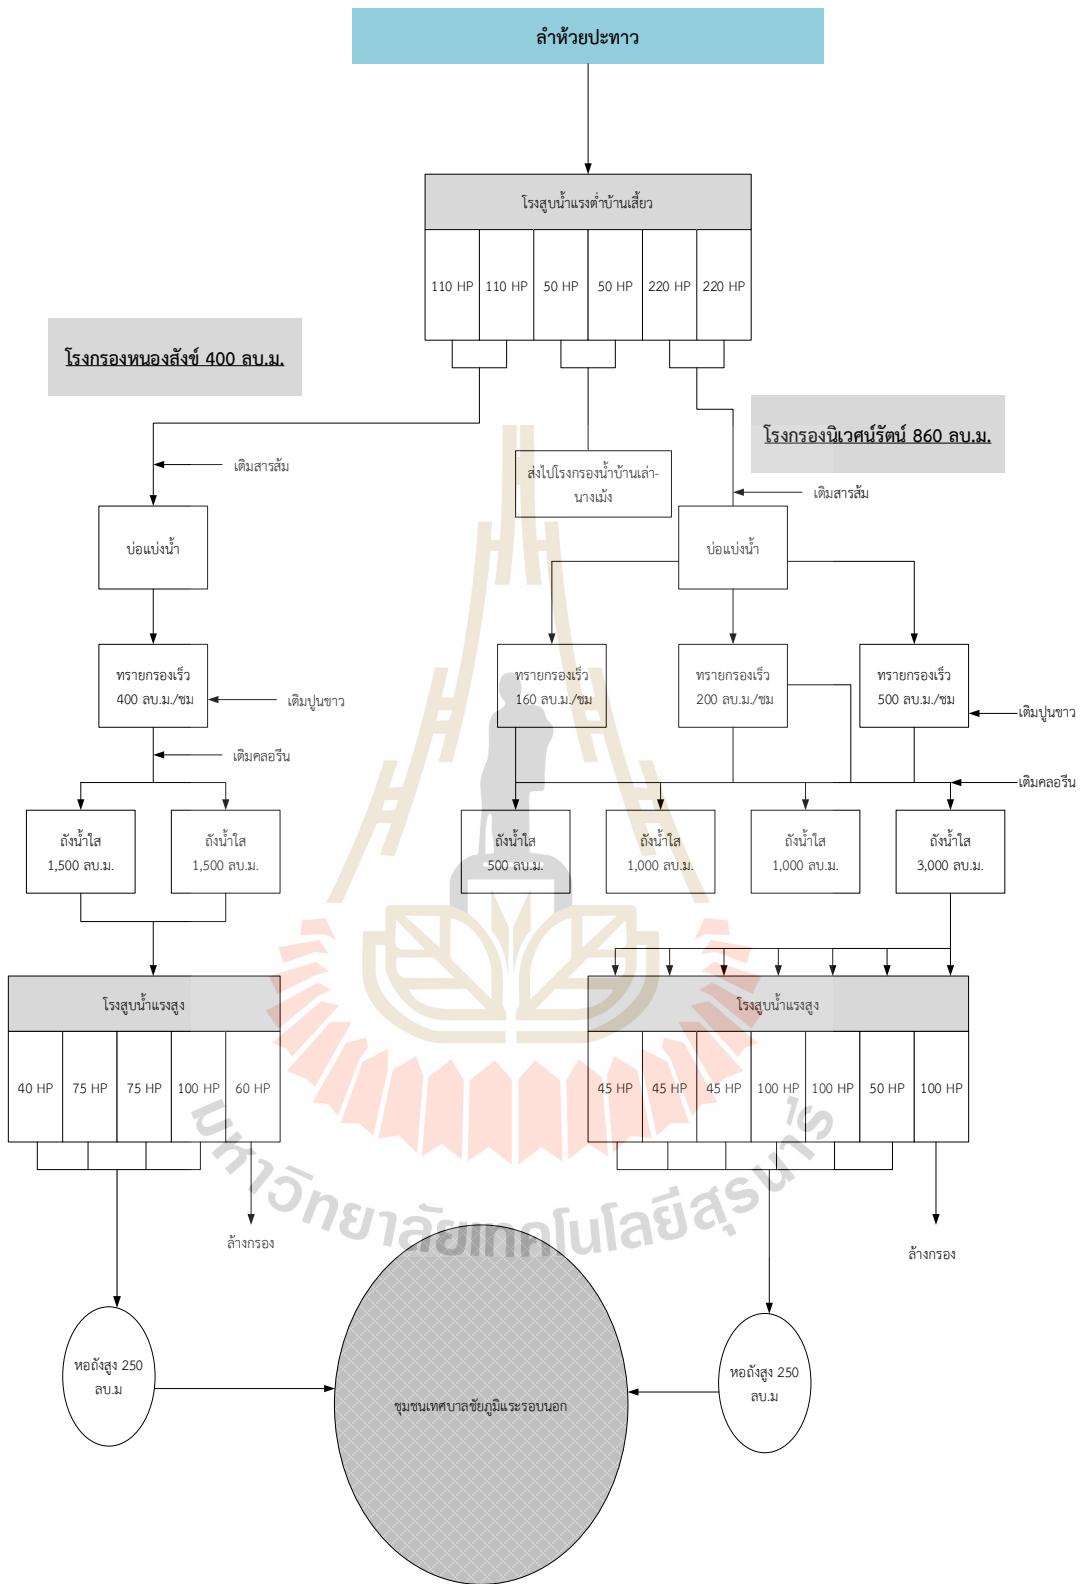 ลำห้วยปะทาว
โรงสูบน้ำแรงต่ำบ้านเสี้ยว
110 HP 110 HP 50 HP 50 HP 220 HP 220 HP
โรงกรองหนองสังข์ 400 ลบ.ม.
โรงกรองนิเวศน์รัตน์ 860 ลบ.ม.
เติมสารส้ม
ส่งไปโรงกรองน้ำบ้านเล่า-
นางเม้ง
เติมสารส้ม
บ่อแบ่งน้ำ
บ่อแบ่งน้ำ
ทรายกรองเร็ว
400 ลบ.ม./ชม
เติมปูนขาว
ทรายกรองเร็ว
160 ลบ.ม./ชม
ทรายกรองเร็ว
200 ลบ.ม./ชม
ทรายกรองเร็ว
500 ลบ.ม./ชม
เติมปูนขาว
เติมคลอรีน
เติมคลอรีน
ถังน้ำใส
1,500 ลบ.ม.
ถังน้ำใส
1,500 ลบ.ม.
ถังน้ำใส
500 ลบ.ม.
ถังน้ำใส
1,000 ลบ.ม.
ถังน้ำใส
1,000 ลบ.ม.
ถังน้ำใส
3,000 ลบ.ม.
โรงสูบน้ำแรงสูง
40 HP 75 HP 75 HP 100 HP 60 HP
โรงสูบน้ำแรงสูง
45 HP 45 HP 45 HP 100 HP 100 HP 50 HP 100 HP
มหาวิทยาลัยเทคโนโลยีสุรนารี
ล้างกรอง
ล้างกรอง
หอถังสูง 250
ลบ.ม
ชุมชนเทศบาลชัยภูมิและรอบนอก
หอถังสูง 250
ลบ.ม